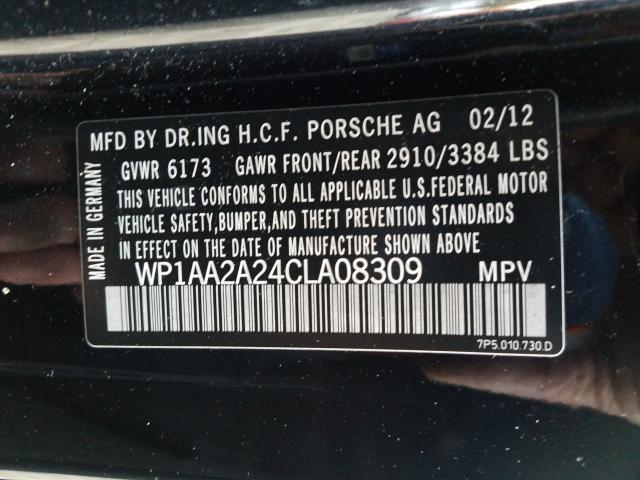 MFD BY DR.ING H.C.F. PORSCHE AG 02/12
GVWR 6173 GAWR FRONT/REAR 2910/3384 LBS
THIS VEHICLE CONFORMS TO ALL APPLICABLE U.S.FEDERAL MOTOR
VEHICLE SAFETY,BUMPER,AND THEFT PREVENTION STANDARDS
IN EFFECT ON THE DATE OF MANUFACTURE SHOWN ABOVE
WP1AA2A24CLA08309 MPV
7P5.010.730.D
MADE IN GERMANY